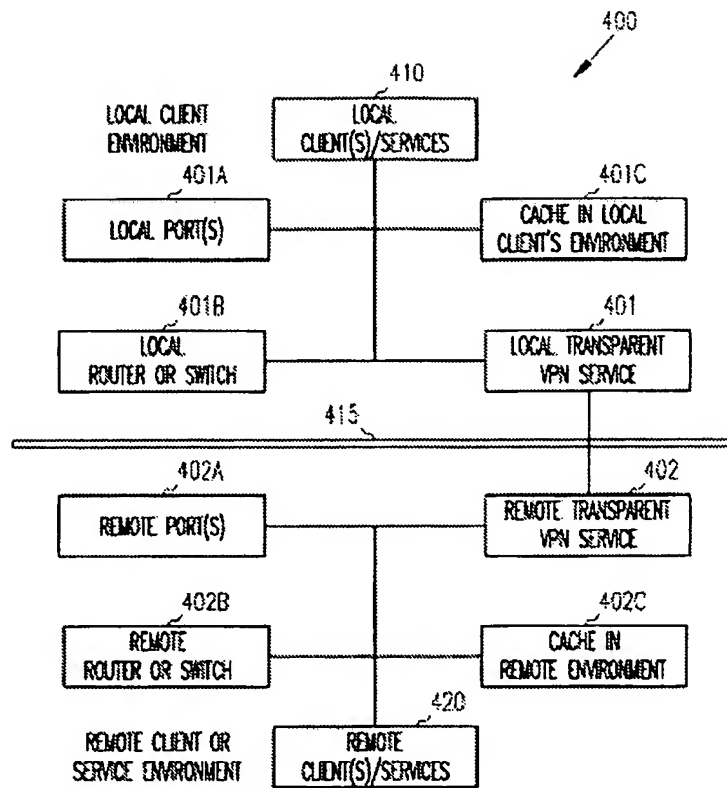 400
410
LOCAL CLIENT
ENVIRONMENT
LOCAL
CLIENT(S)/SERVICES
401A
401C
LOCAL PORT(S)
CACHE IN LOCAL
CLIENT'S ENVIRONMENT
401B
401
LOCAL
ROUTER OR SWITCH
LOCAL TRANSPARENT
VPN SERVICE
415
402A
402
REMOTE PORT(S)
REMOTE TRANSPARENT
VPN SERVICE
402B
402C
REMOTE
ROUTER OR SWITCH
CACHE IN
REMOTE ENVIRONMENT
420
REMOTE CLIENT OR
SERVICE ENVIRONMENT
REMOTE
CLIENT(S)/SERVICES